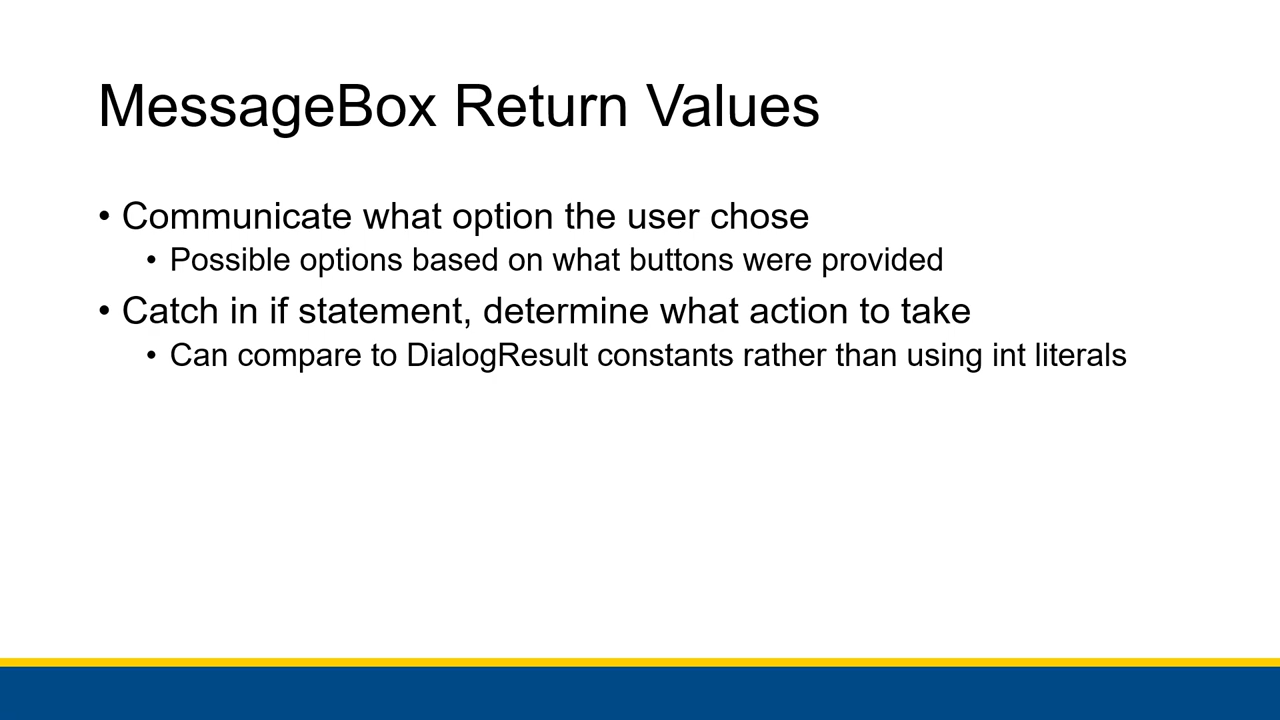 MessageBox Return Values
• Communicate what option the user chose
• Possible options based on what buttons were provided
• Catch in if statement, determine what action to take
• Can compare to DialogResult constants rather than using int literals